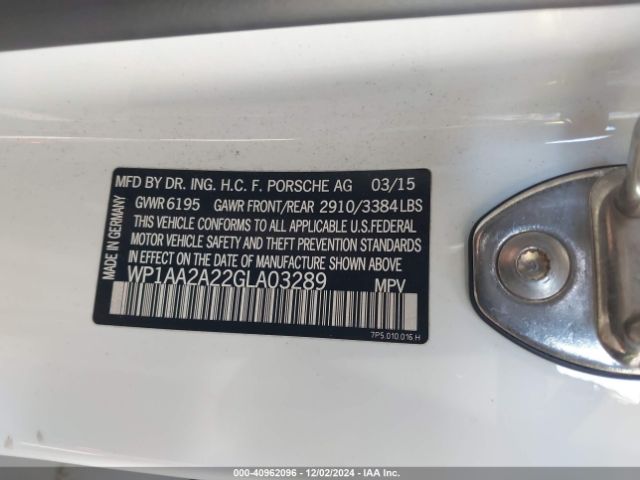 MFD BY DR. ING. H.C. F. PORSCHE AG 03/15
GVWR 6195 GAWR FRONT/REAR 2910/3384 LBS
THIS VEHICLE CONFORMS TO ALL APPLICABLE U.S. FEDERAL
MOTOR VEHICLE SAFETY AND THEFT PREVENTION STANDARDS
IN EFFECT ON THE DATE OF MANUFACTURE SHOWN ABOVE.
WP1AA2A22GLA03289 MPV
7P5.010.016.H
MADE IN GERMANY
000-40962096 - 12/02/2024 - IAAI.com